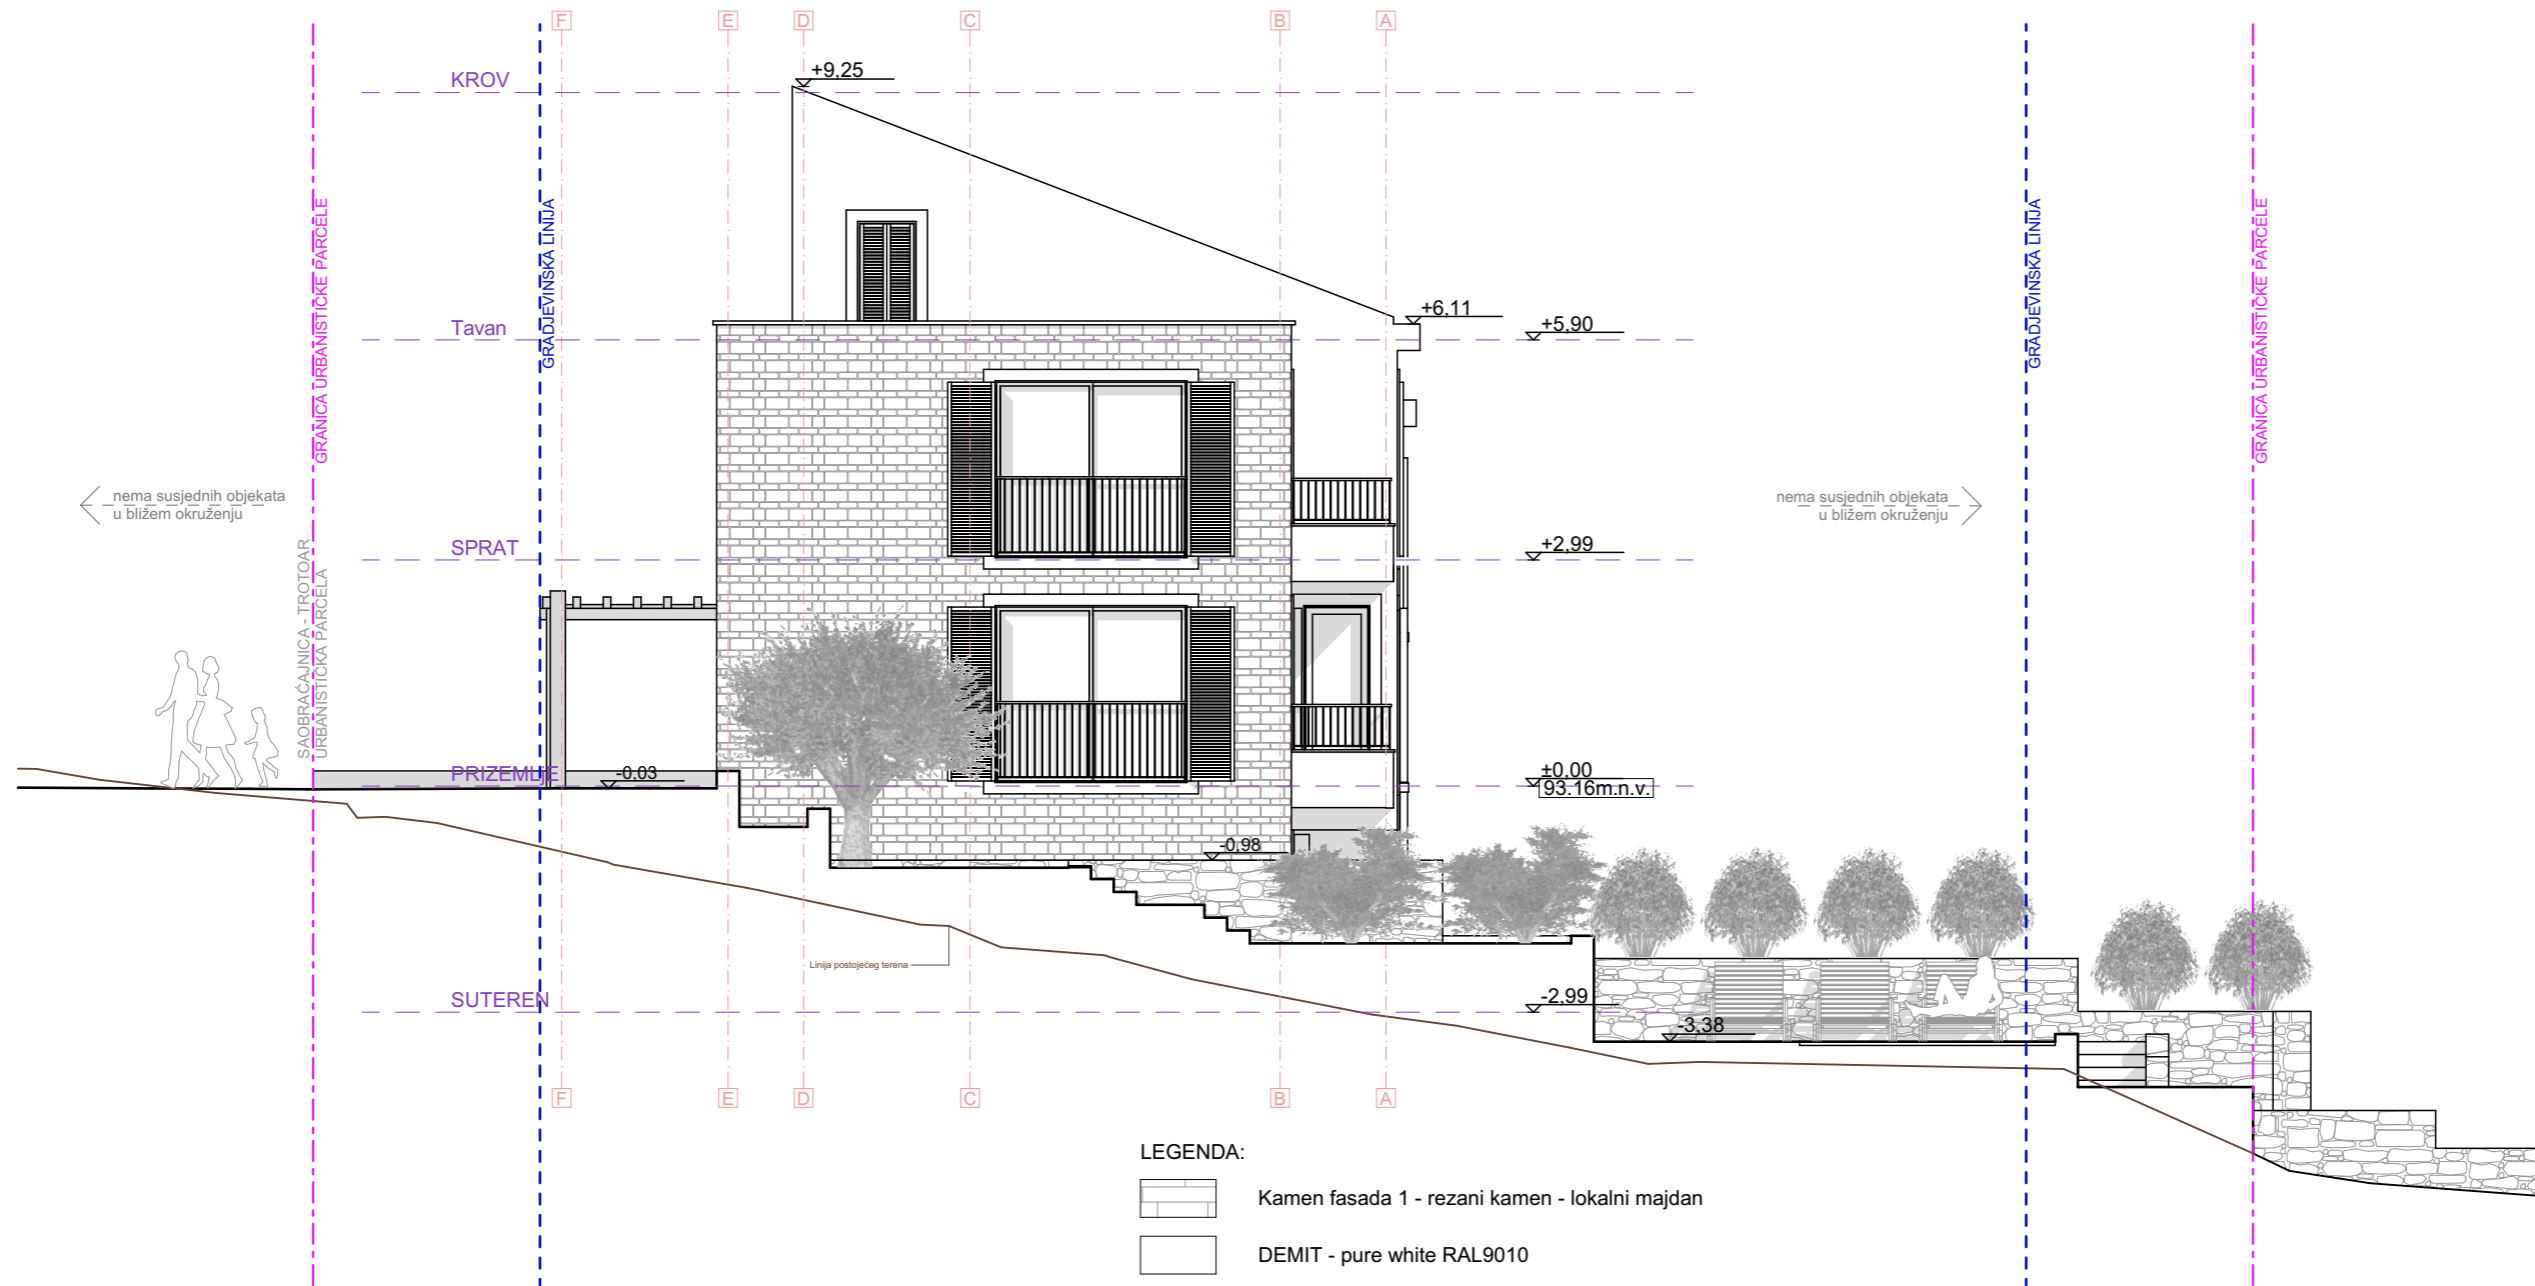 F
E
D
C
B
A
+9,25
KROV
GRANICA URBANISTIČKE PARCELE
GRADJEVINSKA LINIJA
GRADJEVINSKA LINIJA
GRANICA URBANISTIČKE PARCELE
+6,11
Tavan
+5,90
nema susjednih objekata
u bližem okruženju
nema susjednih objekata
u bližem okruženju
SPRAT
+2,99
SAOBRAĆAJNICA - TROTOAR
URBANISTIČKA PARCELA
PRIZEMLJE
-0,03
±0,00
93.16m.n.v.
-0,98
Linija postojećeg terena
SUTEREN
-2,99
-3,38
F
E
D
C
B
A
LEGENDA:
Kamen fasada 1 - rezani kamen - lokalni majdan
DEMIT - pure white RAL9010